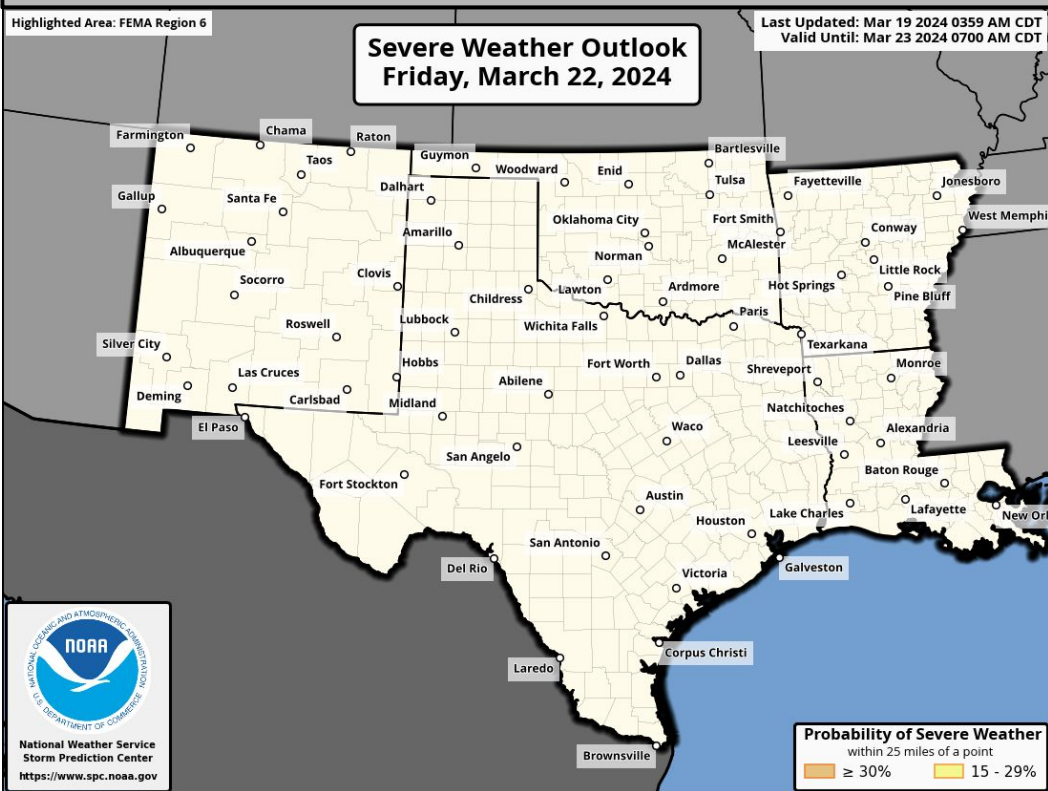 Highlighted Area: FEMA Region 6
Last Updated: Mar 19 2024 0359 AM CDT
Valid Until: Mar 23 2024 0700 AM CDT
Severe Weather Outlook
Friday, March 22, 2024
Farmington
Chama
Raton
Taos
Guymon
Woodward
Enid
Bartlesville
Tulsa
Fayetteville
Jonesboro
Gallup
Santa Fe
Dalhart
Oklahoma City
Fort Smith
West Memphi
Albuquerque
Amarillo
Norman
McAlester
Conway
Socorro
Clovis
Childress
Lawton
Ardmore
Hot Springs
Little Rock
Pine Bluff
Roswell
Lubbock
Wichita Falls
Paris
Texarkana
Silver City
Las Cruces
Hobbs
Fort Worth
Dallas
Shreveport
Monroe
Deming
Carlsbad
Midland
Abilene
Natchitoches
El Paso
San Angelo
Waco
Leesville
Alexandria
Fort Stockton
Austin
Baton Rouge
Houston
Lake Charles
Lafayette
New Orl
Del Rio
San Antonio
Victoria
Galveston
Laredo
Corpus Christi
Brownsville
NATIONAL OCEANIC AND ATMOSPHERIC ADMINISTRATION
NOAA
U.S. DEPARTMENT OF COMMERCE
National Weather Service
Storm Prediction Center
https://www.spc.noaa.gov
Probability of Severe Weather
within 25 miles of a point
≥ 30%
15 - 29%